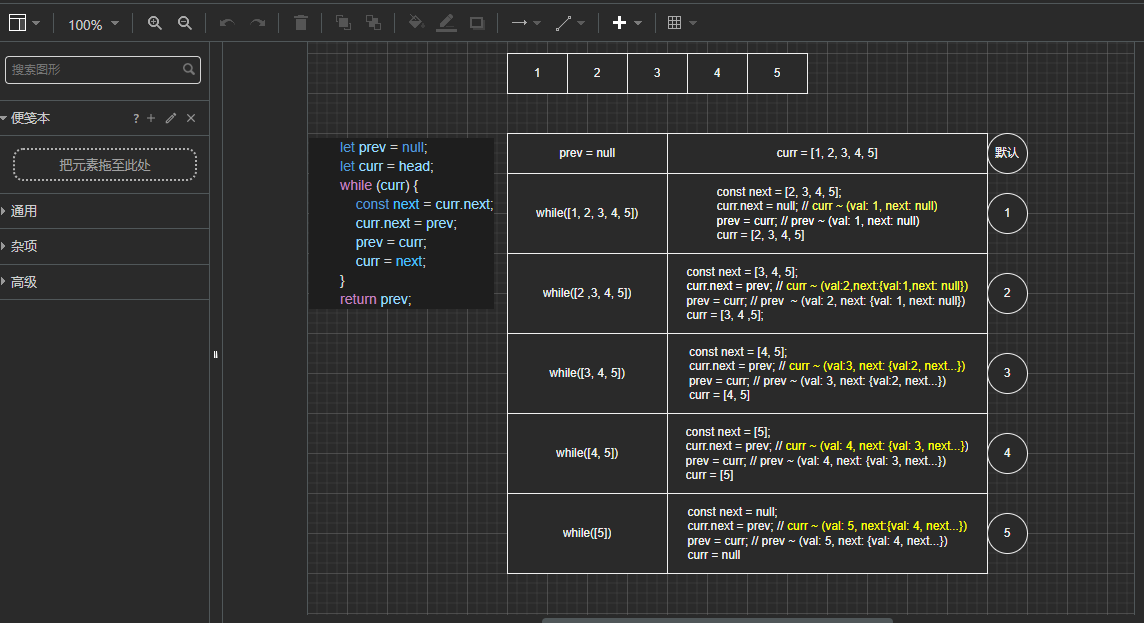 100%
搜索图形
便笺本
?
把元素拖至此处
通用
杂项
高级
1 2 3 4 5
let prev = null;
let curr = head;
while (curr) {
const next = curr.next;
curr.next = prev;
prev = curr;
curr = next;
}
return prev;
prev = null
curr = [1, 2, 3, 4, 5]
默认
while([1, 2, 3, 4, 5])
const next = [2, 3, 4, 5];
curr.next = null; // curr ~ (val: 1, next: null)
prev = curr; // prev ~ (val: 1, next: null)
curr = [2, 3, 4, 5]
1
while([2 ,3, 4, 5])
const next = [3, 4, 5];
curr.next = prev; // curr ~ (val:2,next:{val:1,next: null})
prev = curr; // prev ~ (val: 2, next: {val: 1, next: null})
curr = [3, 4 ,5];
2
while([3, 4, 5])
const next = [4, 5];
curr.next = prev; // curr ~ (val:3, next: {val:2, next...})
prev = curr; // prev ~ (val: 3, next: {val:2, next...})
curr = [4, 5]
3
while([4, 5])
const next = [5];
curr.next = prev; // curr ~ (val: 4, next: {val: 3, next...})
prev = curr; // prev ~ (val: 4, next: {val: 3, next...})
curr = [5]
4
while([5])
const next = null;
curr.next = prev; // curr ~ (val: 5, next:{val: 4, next...})
prev = curr; // prev ~ (val: 5, next: {val: 4, next...})
curr = null
5